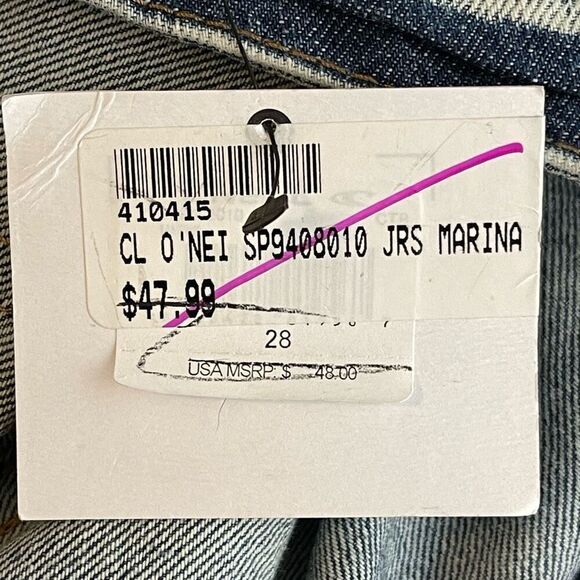 410415
CL O'NEI SP9408010 JRS MARINA
$47.99
28
USA MSRP $ 48.00